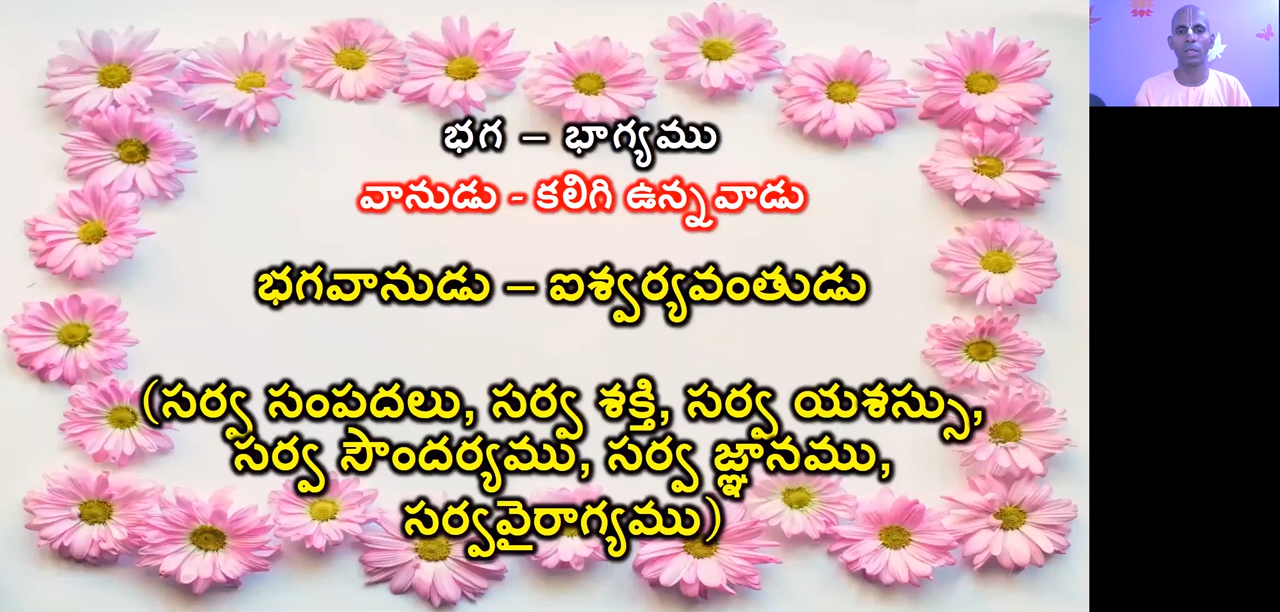 భగ – భాగ్యము
వానుడు - కలిగి ఉన్నవాడు
భగవానుడు – ఐశ్వర్యవంతుడు
(సర్వ సంపదలు, సర్వ శక్తి, సర్వ యశస్సు,
సర్వ సౌందర్యము, సర్వ జ్ఞానము,
సర్వవైరాగ్యము)